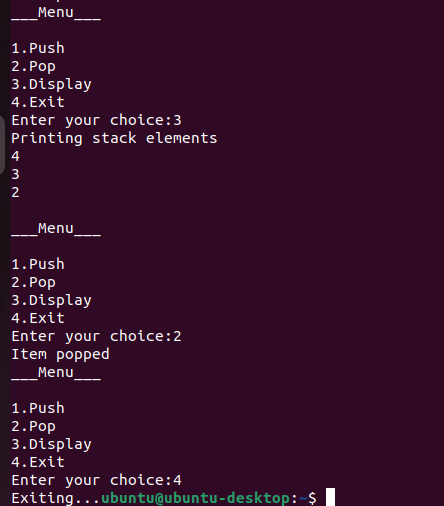 ___Menu___
1.Push
2.Pop
3.Display
4.Exit
Enter your choice:3
Printing stack elements
4
3
2
___Menu___
1.Push
2.Pop
3.Display
4.Exit
Enter your choice:2
Item popped
___Menu___
1.Push
2.Pop
3.Display
4.Exit
Enter your choice:4
Exiting...ubuntu@ubuntu-desktop:~$